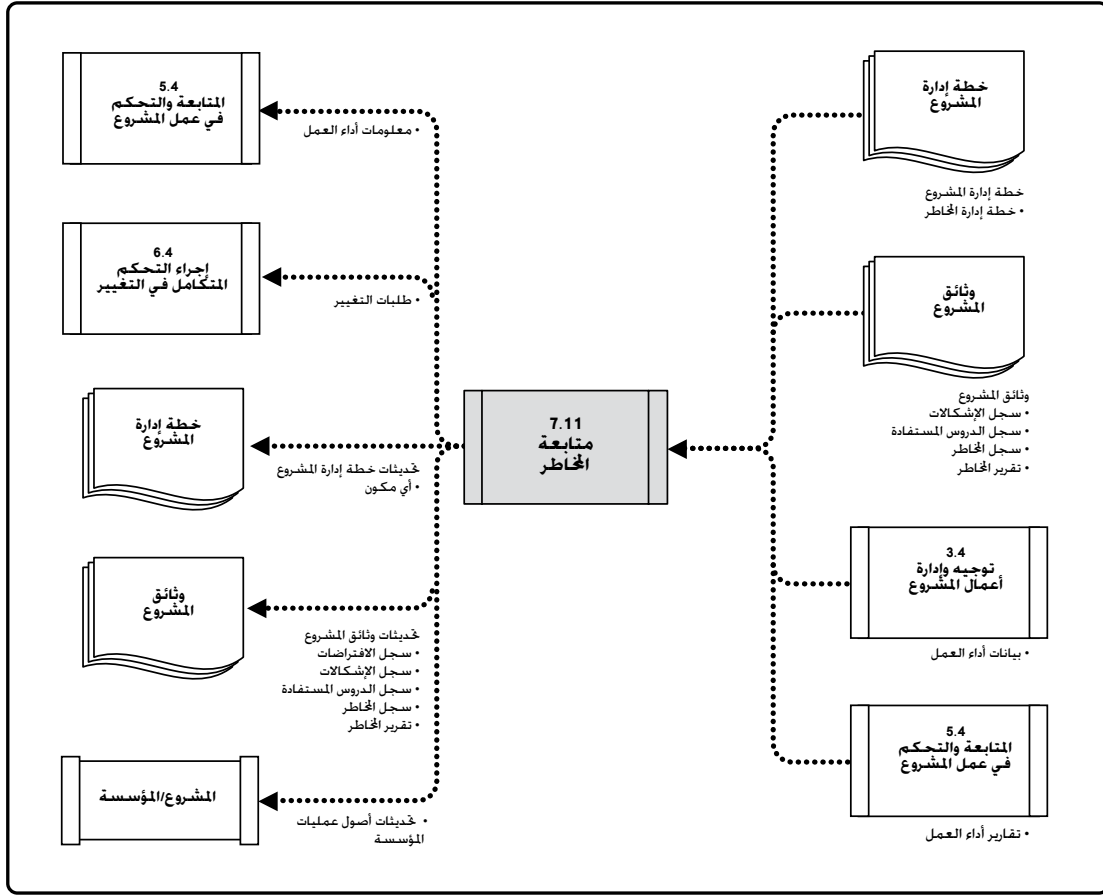 خطة إدارة
المشروع
خطة إدارة المشروع
• خطة إدارة المخاطر
وثائق
المشروع
وثائق المشروع
• سجل الإشكالات
• سجل الدروس المستفادة
• سجل المخاطر
• تقرير المخاطر
3.4
توجيه وإدارة
أعمال المشروع
• بيانات أداء العمل
5.4
المتابعة والتحكم
في عمل المشروع
• تقارير أداء العمل
7.11
متابعة
المخاطر
5.4
المتابعة والتحكم
في عمل المشروع
• معلومات أداء العمل
6.4
إجراء التحكم
المتكامل في التغيير
• طلبات التغيير
خطة إدارة
المشروع
تحديثات خطة إدارة المشروع
• أي مكون
وثائق
المشروع
تحديثات وثائق المشروع
• سجل الافتراضات
• سجل الإشكالات
• سجل الدروس المستفادة
• سجل المخاطر
• تقرير المخاطر
المشروع/المؤسسة
• تحديثات أصول عمليات
المؤسسة